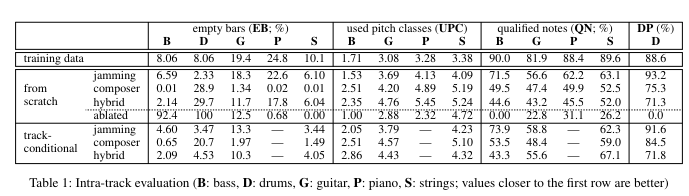 empty bars (EB; %) used pitch classes (UPC) qualified notes (QN; %) DP (%)
B D G P S B G P S B G P S D
training data 8.06 8.06 19.4 24.8 10.1 1.71 3.08 3.28 3.38 90.0 81.9 88.4 89.6 88.6
from scratch
jamming 6.59 2.33 18.3 22.6 6.10 1.53 3.69 4.13 4.09 71.5 56.6 62.2 63.1 93.2
composer 0.01 28.9 1.34 0.02 0.01 2.51 4.20 4.89 5.19 49.5 47.4 49.9 52.5 75.3
hybrid 2.14 29.7 11.7 17.8 6.04 2.35 4.76 5.45 5.24 44.6 43.2 45.5 52.0 71.3
ablated 92.4 100 12.5 0.68 0.00 1.00 2.88 2.32 4.72 0.00 22.8 31.1 26.2 0.0
track-conditional
jamming 4.60 3.47 13.3 — 3.44 2.05 3.79 — 4.23 73.9 58.8 — 62.3 91.6
composer 0.65 20.7 1.97 — 1.49 2.51 4.57 — 5.10 53.5 48.4 — 59.0 84.5
hybrid 2.09 4.53 10.3 — 4.05 2.86 4.43 — 4.32 43.3 55.6 — 67.1 71.8
Table 1: Intra-track evaluation (B: bass, D: drums, G: guitar, P: piano, S: strings; values closer to the first row are better)